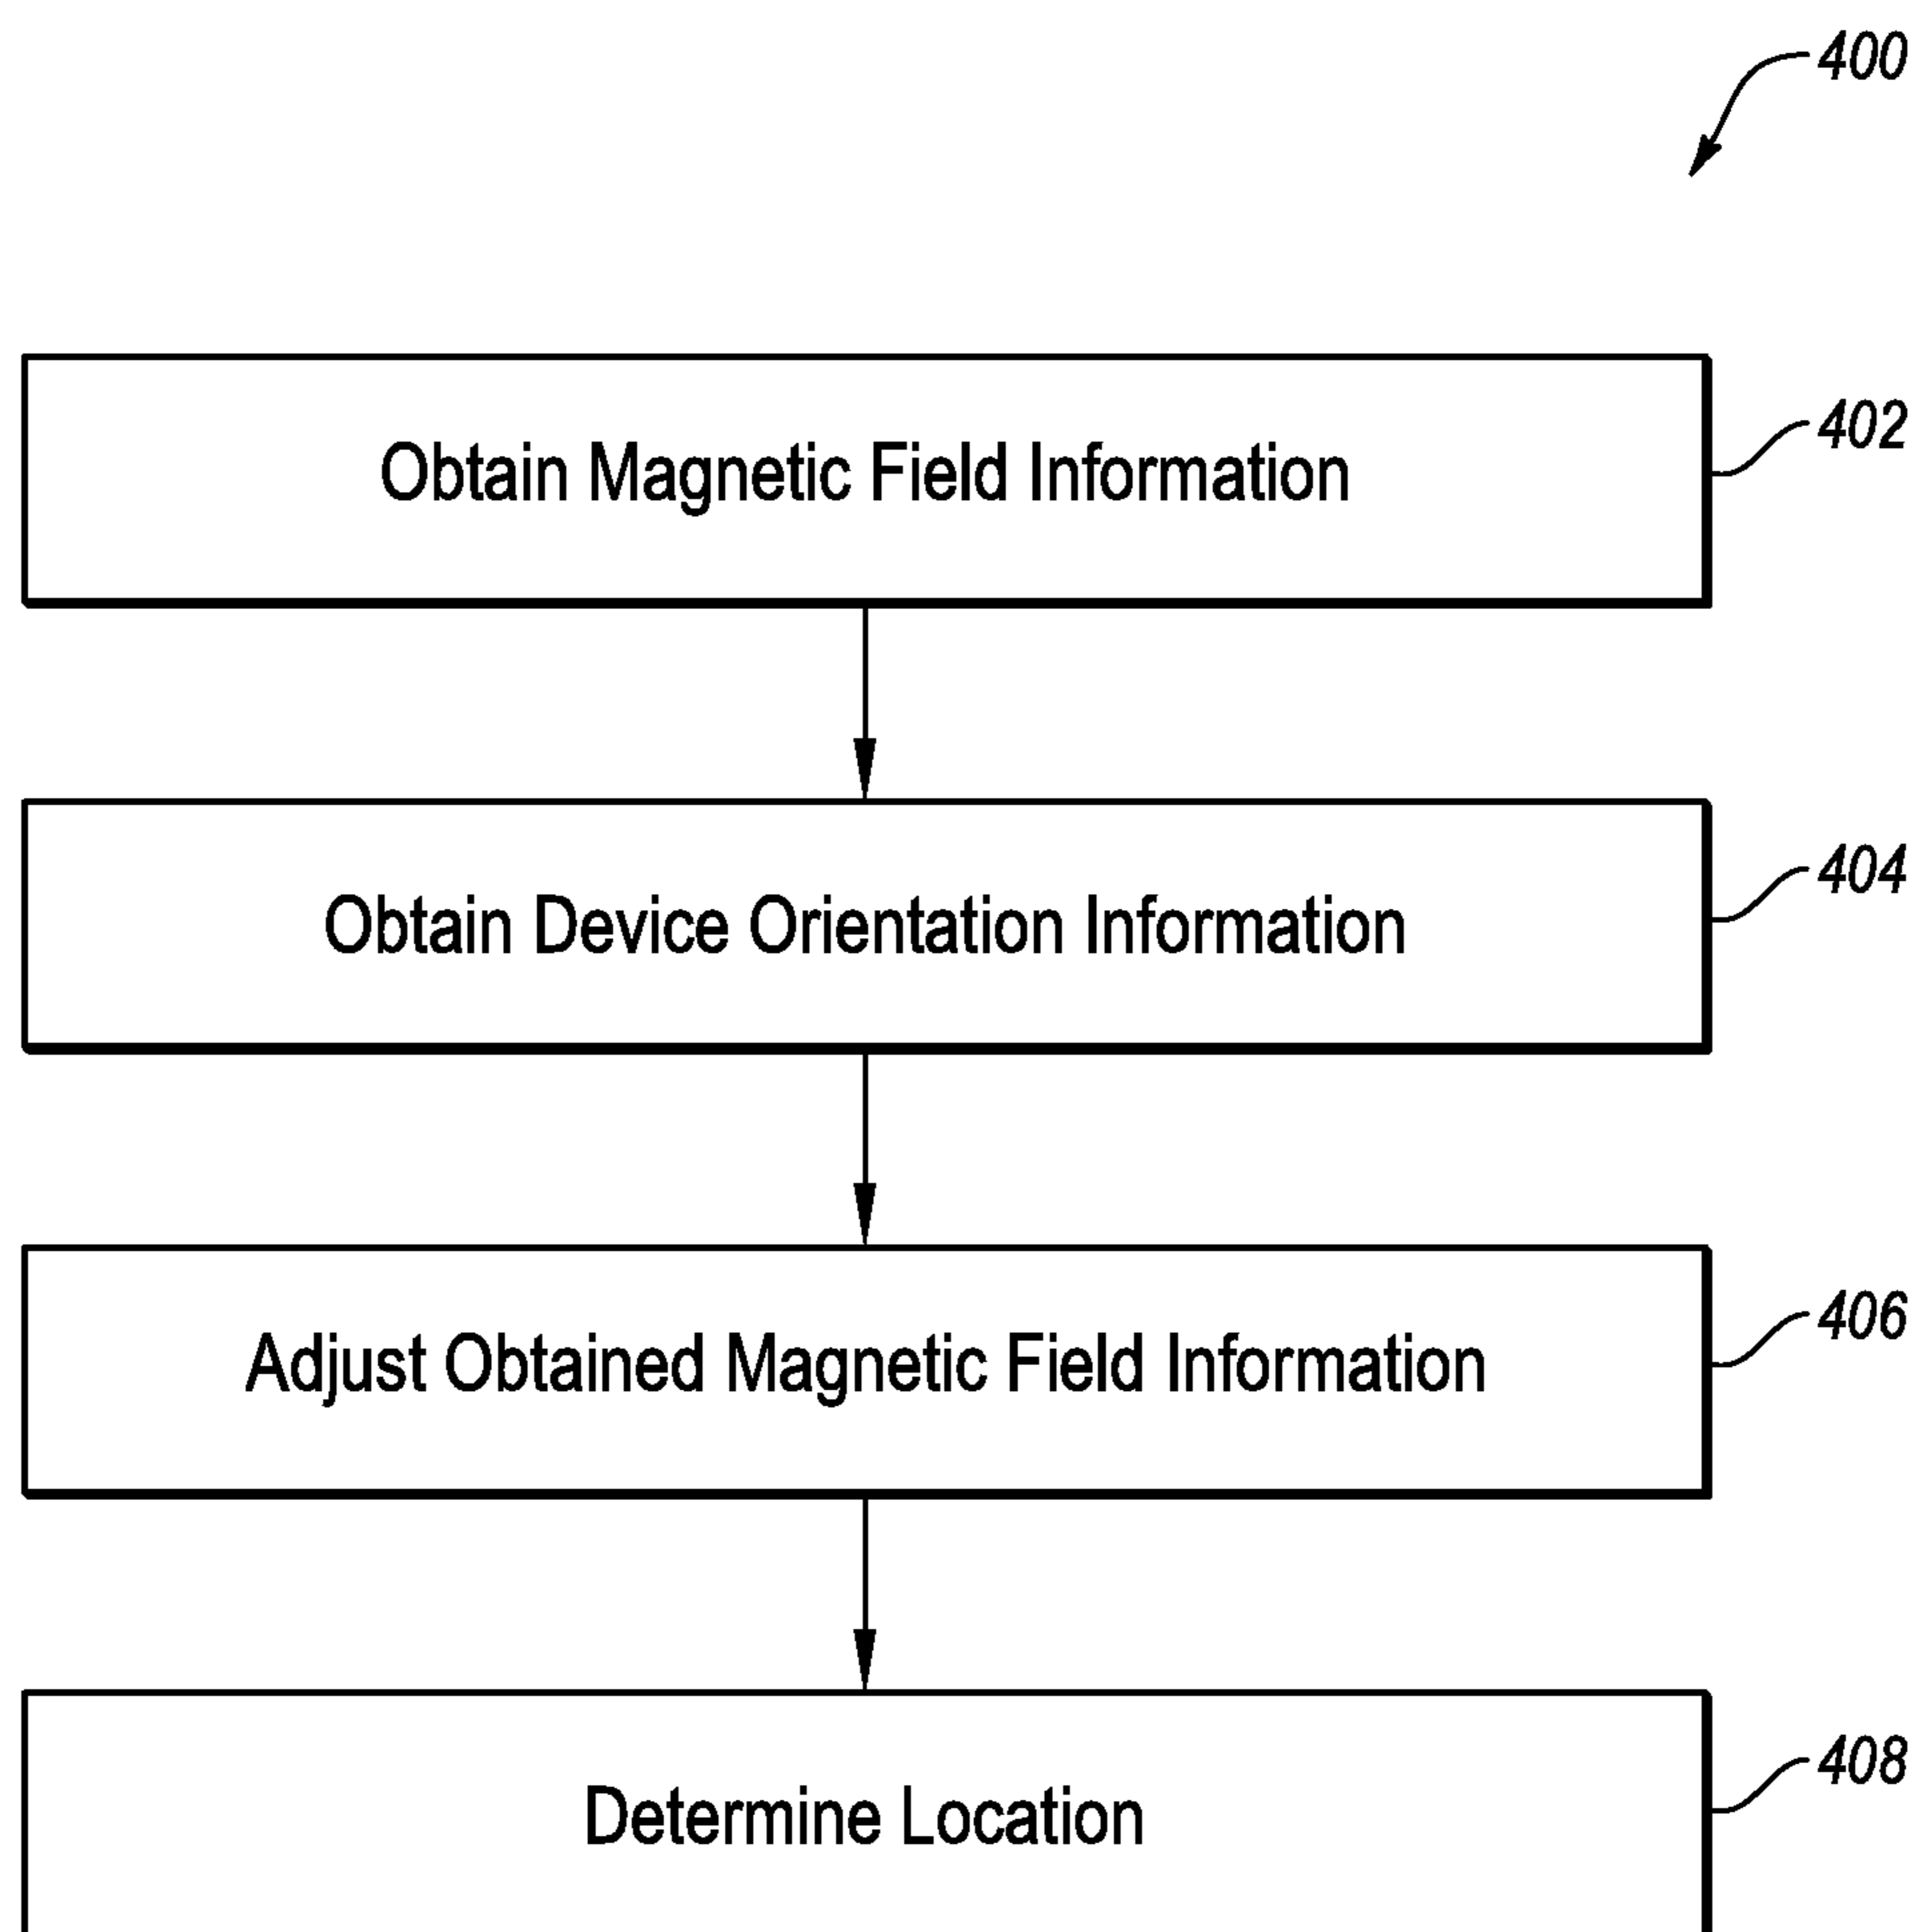 400
Obtain Magnetic Field Information
402
Obtain Device Orientation Information
404
Adjust Obtained Magnetic Field Information
406
Determine Location
408